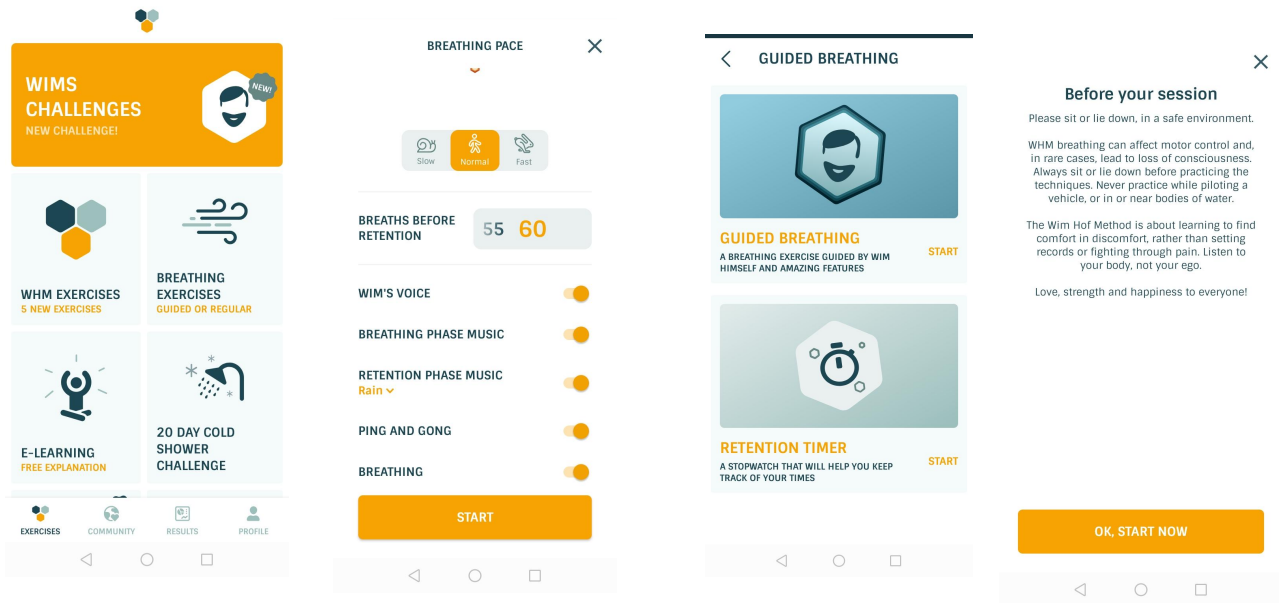 WIMS
CHALLENGES
NEW CHALLENGE!
NEW!
WHM EXERCISES
5 NEW EXERCISES
BREATHING
EXERCISES
GUIDED OR REGULAR
E-LEARNING
FREE EXPLANATION
20 DAY COLD
SHOWER
CHALLENGE
EXERCISES
COMMUNITY
RESULTS
PROFILE
BREATHING PACE
Slow
Normal
Fast
BREATHS BEFORE
RETENTION
55 60
WIM'S VOICE
BREATHING PHASE MUSIC
RETENTION PHASE MUSIC
Rain
PING AND GONG
BREATHING
START
GUIDED BREATHING
GUIDED BREATHING
A BREATHING EXERCISE GUIDED BY WIM
HIMSELF AND AMAZING FEATURES
START
RETENTION TIMER
A STOPWATCH THAT WILL HELP YOU KEEP
TRACK OF YOUR TIMES
START
Before your session
Please sit or lie down, in a safe environment.
WHM breathing can affect motor control and,
in rare cases, lead to loss of consciousness.
Always sit or lie down before practicing the
techniques. Never practice while piloting a
vehicle, or in or near bodies of water.
The Wim Hof Method is about learning to find
comfort in discomfort, rather than setting
records or fighting through pain. Listen to
your body, not your ego.
Love, strength and happiness to everyone!
OK, START NOW